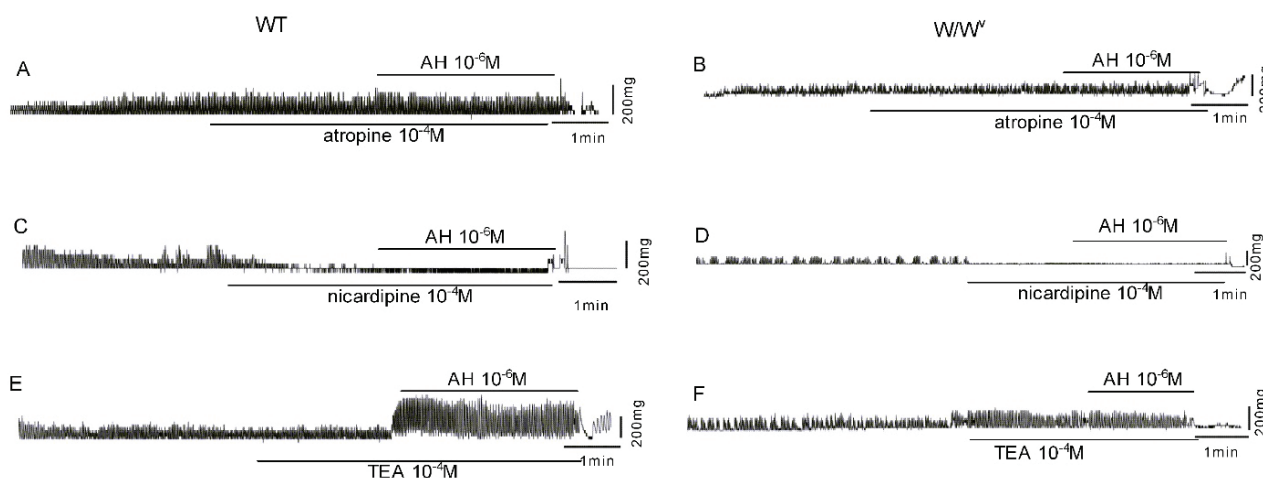 WT
W/Wᵛ
A
AH 10⁻⁶M
200mg
atropine 10⁻⁴M
1min
B
AH 10⁻⁶M
200mg
atropine 10⁻⁴M
1min
C
AH 10⁻⁶M
200mg
nicardipine 10⁻⁴M
1min
D
AH 10⁻⁶M
200mg
nicardipine 10⁻⁴M
1min
E
AH 10⁻⁶M
200mg
TEA 10⁻⁴M
1min
F
AH 10⁻⁶M
200mg
TEA 10⁻⁴M
1min